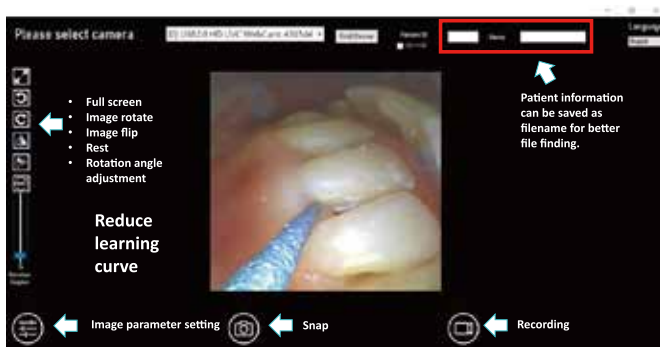 Please select camera
Language
• Full screen
• Image rotate
• Image flip
• Rest
• Rotation angle
adjustment
Patient information
can be saved as
filename for better
file finding.
Reduce
learning
curve
Image parameter setting
Snap
Recording